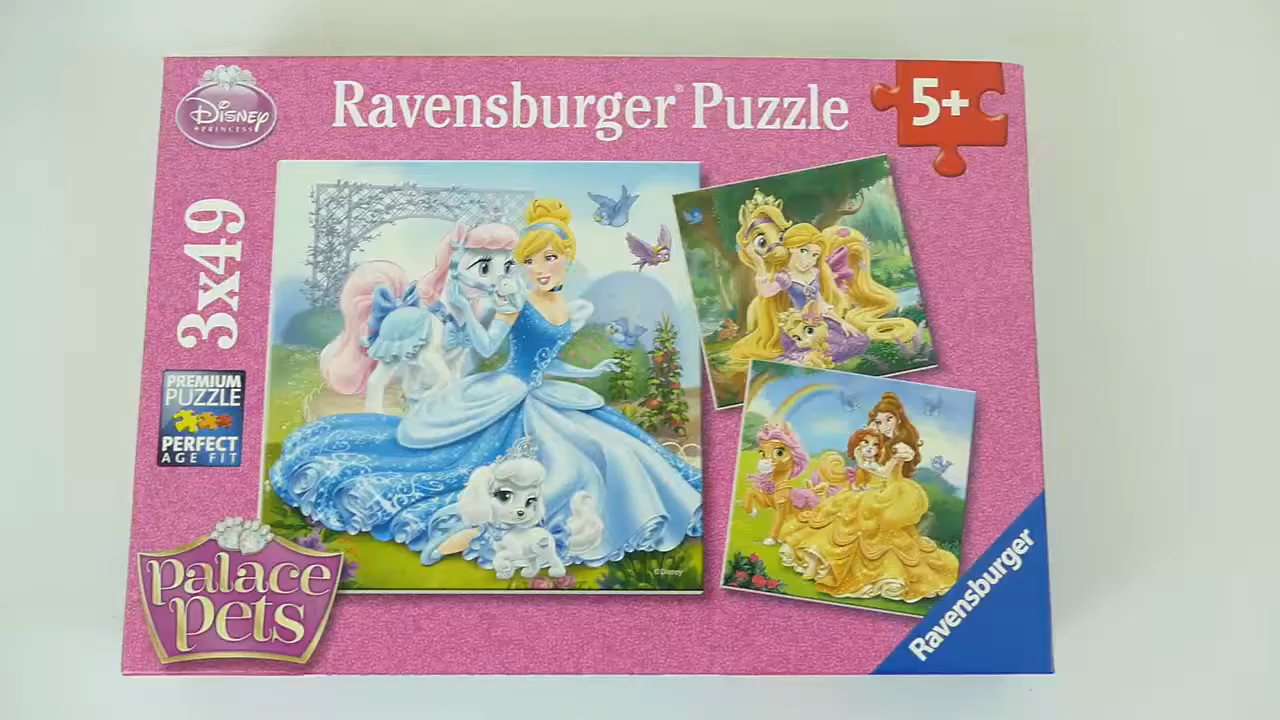 Disney
PRINCESS
Ravensburger® Puzzle
5+
3x49
PREMIUM
PUZZLE
PERFECT
AGE FIT
©Disney
Palace
Pets
Ravensburger